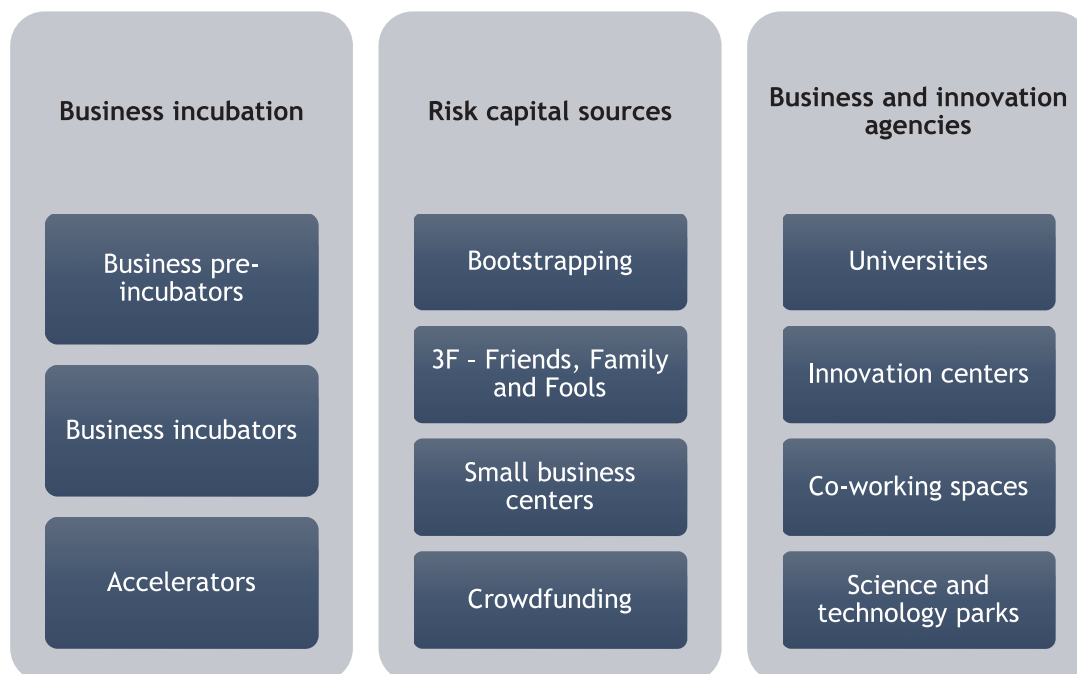 Business incubation
Business pre-
incubators
Business incubators
Accelerators
Risk capital sources
Bootstrapping
3F – Friends, Family
and Fools
Small business
centers
Crowdfunding
Business and innovation
agencies
Universities
Innovation centers
Co-working spaces
Science and
technology parks